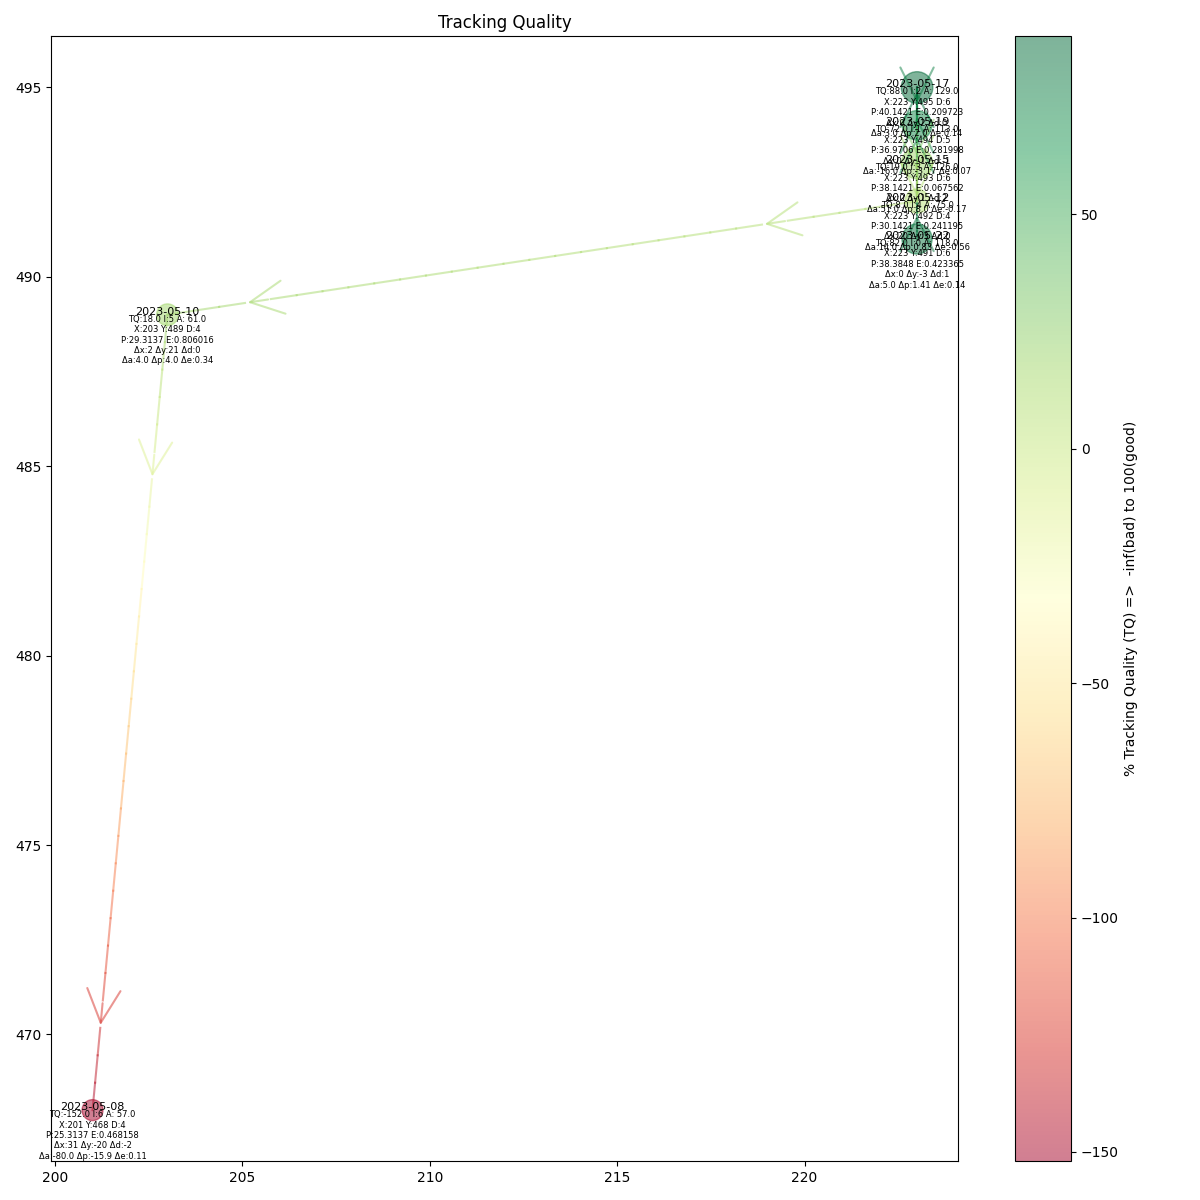 Tracking Quality
495
490
485
480
475
470
200
205
210
215
220
2023-05-17
TQ:88.0 I:2 A: 129.0
X:223 Y:495 D:6
P:40.1421 E:0.209723
X:223 Y:494 D:5
P:36.9706 E:0.281998
2023-05-15
X:223 Y:493 D:6
P:38.1421 E:0.067562
2023-05-12
X:223 Y:492 D:4
P:30.1421 E:0.241195
2023-05-22
X:223 Y:491 D:6
P:38.3848 E:0.423365
Δx:0 Δy:-3 Δd:1
Δa:5.0 Δp:1.41 Δe:0.14
2023-05-10
TQ:18.0 I:5 A: 61.0
X:203 Y:489 D:4
P:29.3137 E:0.806016
Δx:2 Δy:21 Δd:0
Δa:4.0 Δp:4.0 Δe:0.34
2023-05-08
TQ:-152.0 I:6 A: 57.0
X:201 Y:468 D:4
P:25.3137 E:0.468158
Δx:31 Δy:-20 Δd:-2
Δa:-80.0 Δp:-15.9 Δe:0.11
50
0
−50
−100
−150
% Tracking Quality (TQ) => -inf(bad) to 100(good)